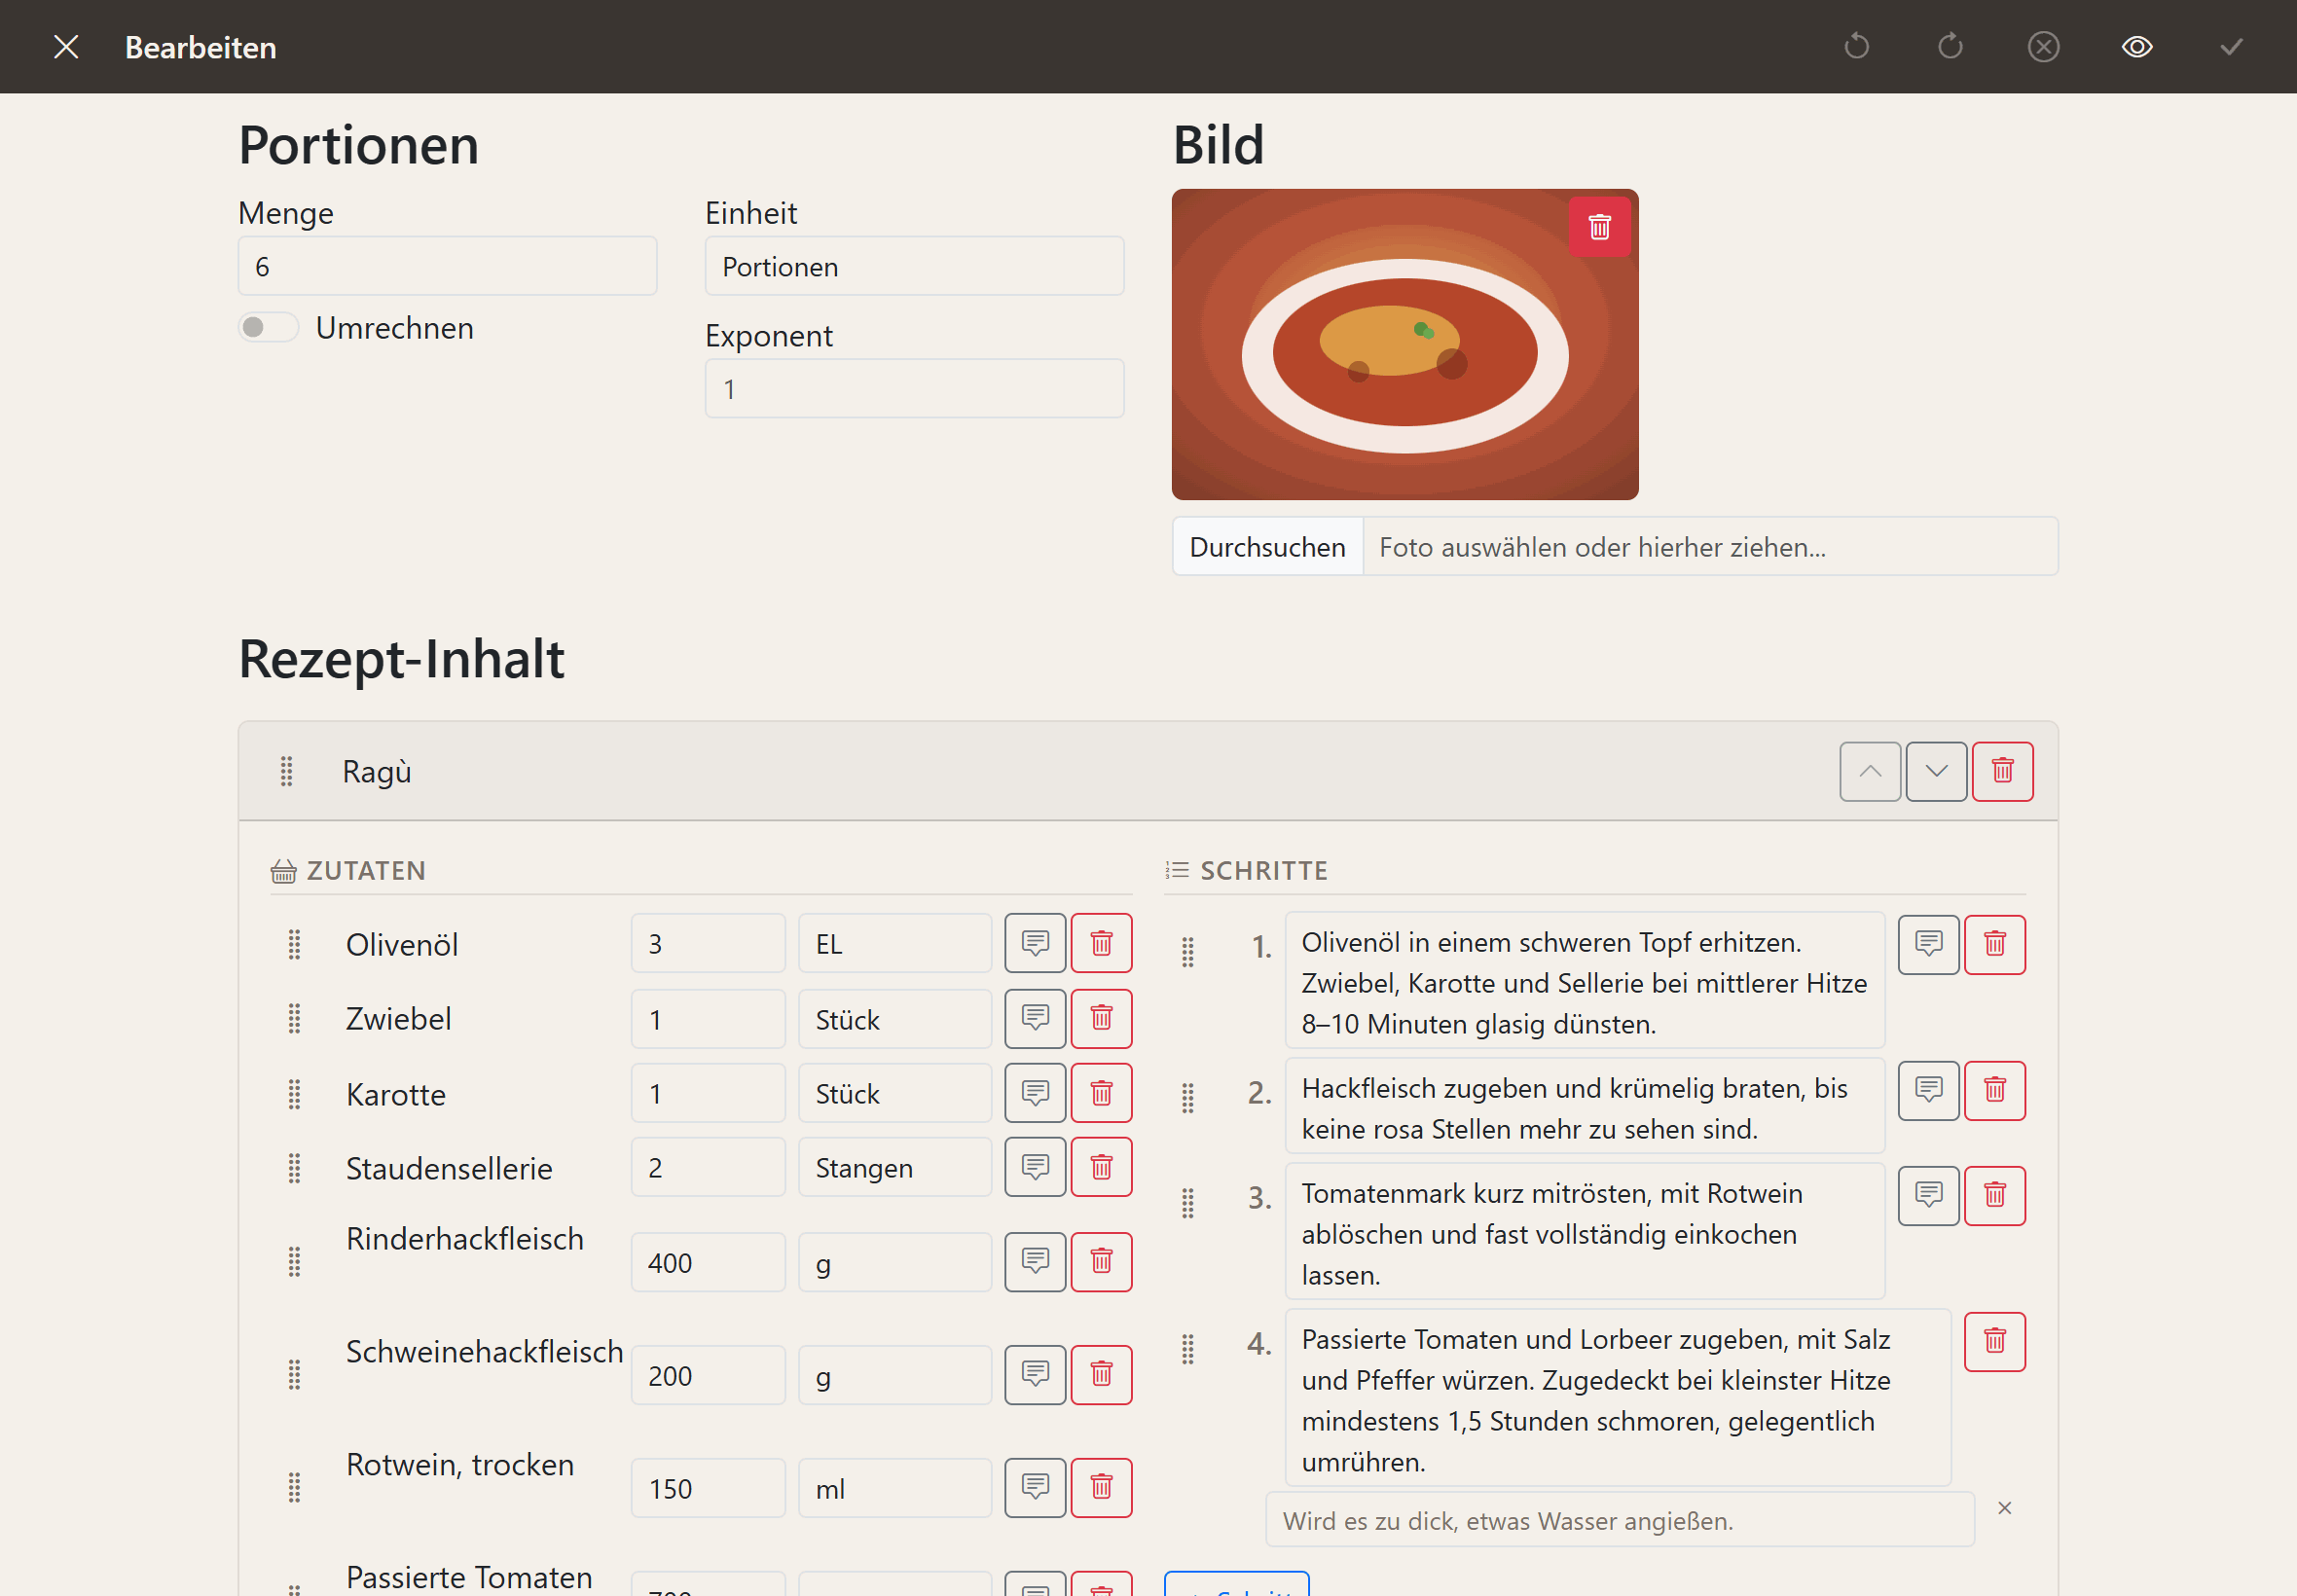 Bearbeiten
Portionen
Menge
6
Umrechnen
Einheit
Portionen
Exponent
1
Bild
Durchsuchen Foto auswählen oder hierher ziehen...
Rezept-Inhalt
Ragù
ZUTATEN
Olivenöl 3 EL
Zwiebel 1 Stück
Karotte 1 Stück
Staudensellerie 2 Stangen
Rinderhackfleisch 400 g
Schweinehackfleisch 200 g
Rotwein, trocken 150 ml
Passierte Tomaten
SCHRITTE
1. Olivenöl in einem schweren Topf erhitzen.
Zwiebel, Karotte und Sellerie bei mittlerer Hitze
8–10 Minuten glasig dünsten.
2. Hackfleisch zugeben und krümelig braten, bis
keine rosa Stellen mehr zu sehen sind.
3. Tomatenmark kurz mitrösten, mit Rotwein
ablöschen und fast vollständig einkochen
lassen.
4. Passierte Tomaten und Lorbeer zugeben, mit Salz
und Pfeffer würzen. Zugedeckt bei kleinster Hitze
mindestens 1,5 Stunden schmoren, gelegentlich
umrühren.
Wird es zu dick, etwas Wasser angießen.